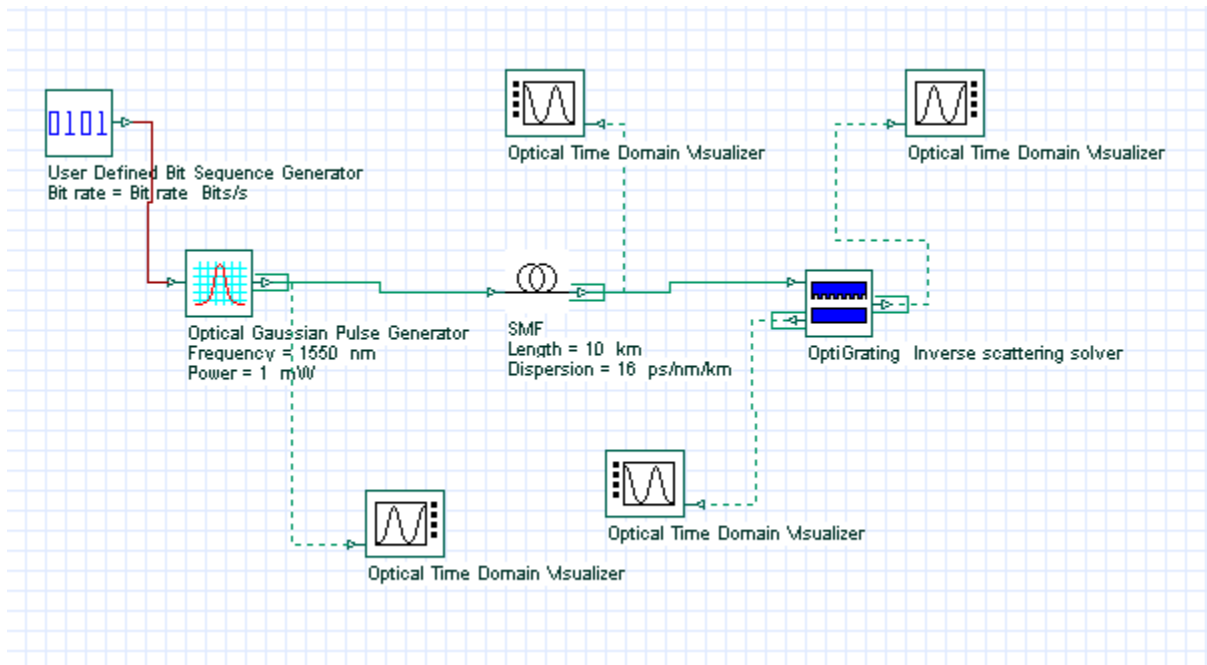 0101
User Defined Bit Sequence Generator
Bit rate = Bit rate Bits/s
Optical Time Domain Visualizer
Optical Time Domain Visualizer
Optical Gaussian Pulse Generator
Frequency = 1550 nm
Power = 1 mW
SMF
Length = 10 km
Dispersion = 16 ps/nm/km
OptiGrating Inverse scattering solver
Optical Time Domain Visualizer
Optical Time Domain Visualizer